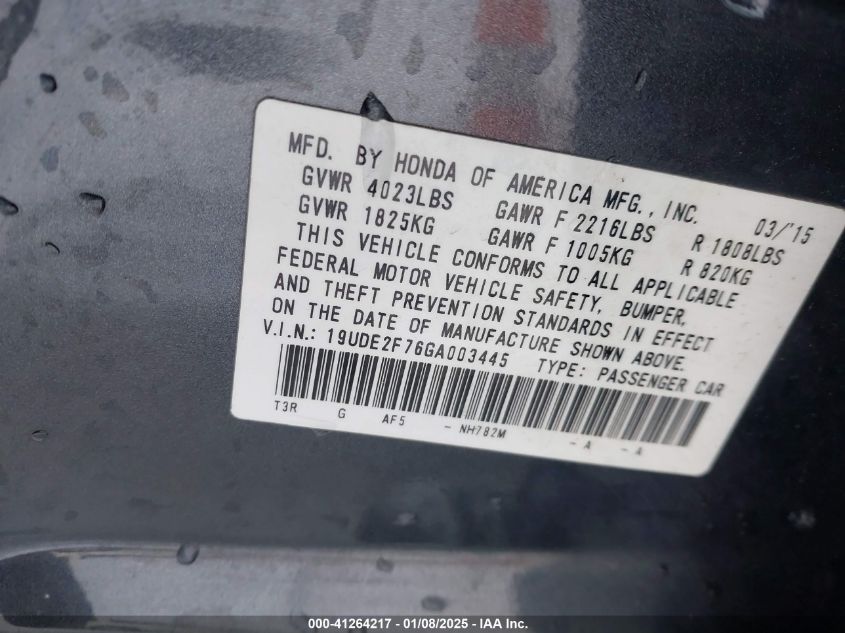 MFD. BY HONDA OF AMERICA MFG., INC. 03/'15
GVWR 4023LBS GAWR F 2216LBS R 1808LBS
GVWR 1825KG GAWR F 1005KG R 820KG
THIS VEHICLE CONFORMS TO ALL APPLICABLE
FEDERAL MOTOR VEHICLE SAFETY, BUMPER,
AND THEFT PREVENTION STANDARDS IN EFFECT
ON THE DATE OF MANUFACTURE SHOWN ABOVE.
V.I.N.: 19UDE2F76GA003445 TYPE: PASSENGER CAR
T3R G AF5 - NH782M - A - A
000-41264217 - 01/08/2025 - IAA Inc.